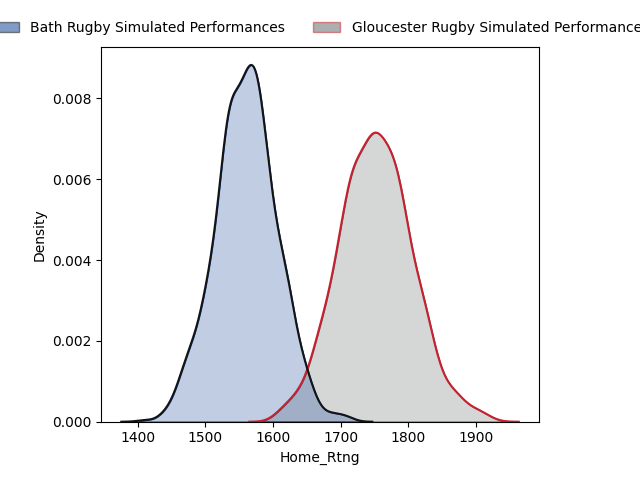 Bath Rugby Simulated Performances
Gloucester Rugby Simulated Performance
0.008
0.006
0.004
0.002
0.000
Density
1400 1500 1600 1700 1800 1900
Home_Rtng